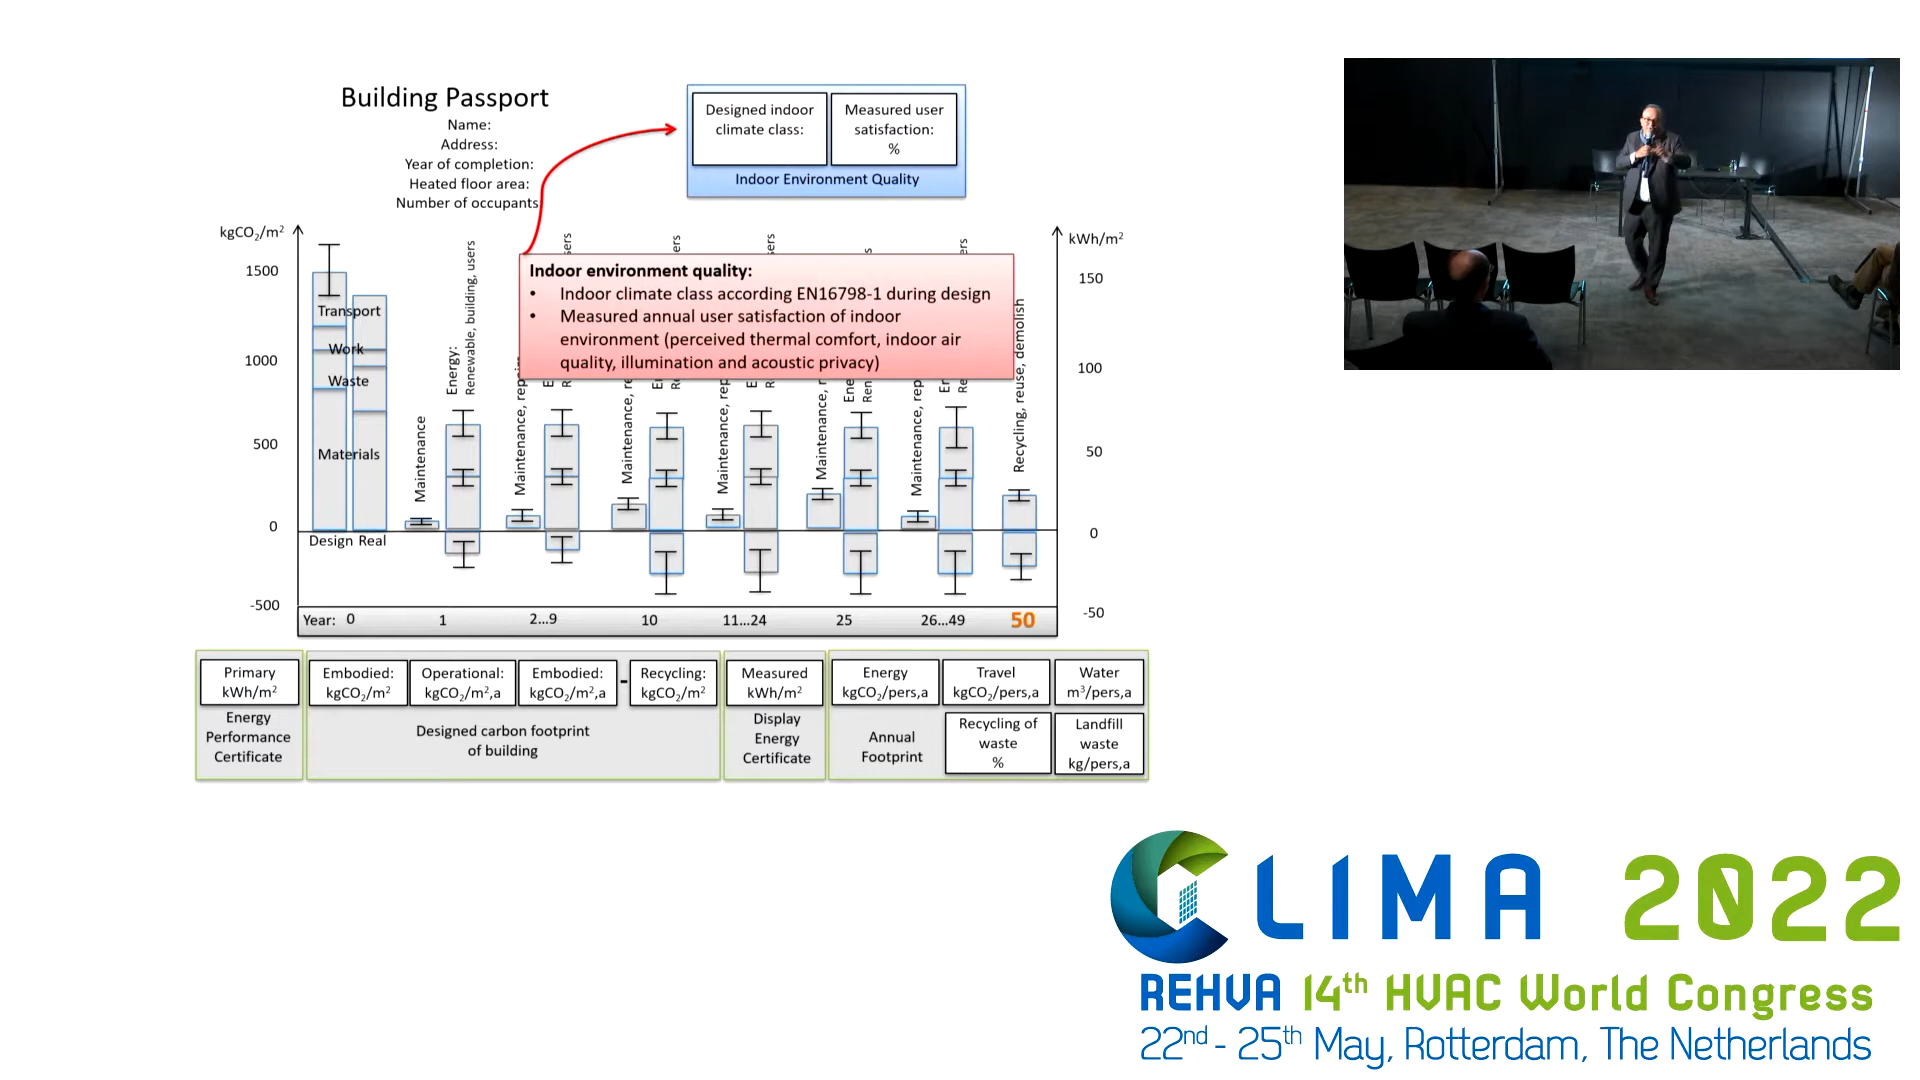 Building Passport
Name:
Address:
Year of completion:
Heated floor area:
Number of occupants
Designed indoor
climate class:
Measured user
satisfaction:
%
Indoor Environment Quality
kgCO₂/m²
1500
1000
500
0
-500
kWh/m²
150
100
50
0
-50
Indoor environment quality:
• Indoor climate class according EN16798-1 during design
• Measured annual user satisfaction of indoor
environment (perceived thermal comfort, indoor air
quality, illumination and acoustic privacy)
Transport
Work
Waste
Materials
Design Real
Maintenance
Energy:
Renewable, building, users
Maintenance,
Maintenance,
Maintenance,
Maintenance,
Maintenance,
Recycling, reuse, demolish
Year: 0 1 2...9 10 11...24 25 26...49 50
Primary
kWh/m²
Energy
Performance
Certificate
Embodied:
kgCO₂/m²
Operational:
kgCO₂/m²,a
Embodied:
kgCO₂/m²,a
-
Recycling:
kgCO₂/m²
Designed carbon footprint
of building
Measured
kWh/m²
Display
Energy
Certificate
Energy
kgCO₂/pers,a
Travel
kgCO₂/pers,a
Water
m³/pers,a
Annual
Footprint
Recycling of
waste
%
Landfill
waste
kg/pers,a
CLIMA 2022
REHVA 14th HVAC World Congress
22nd - 25th May, Rotterdam, The Netherlands